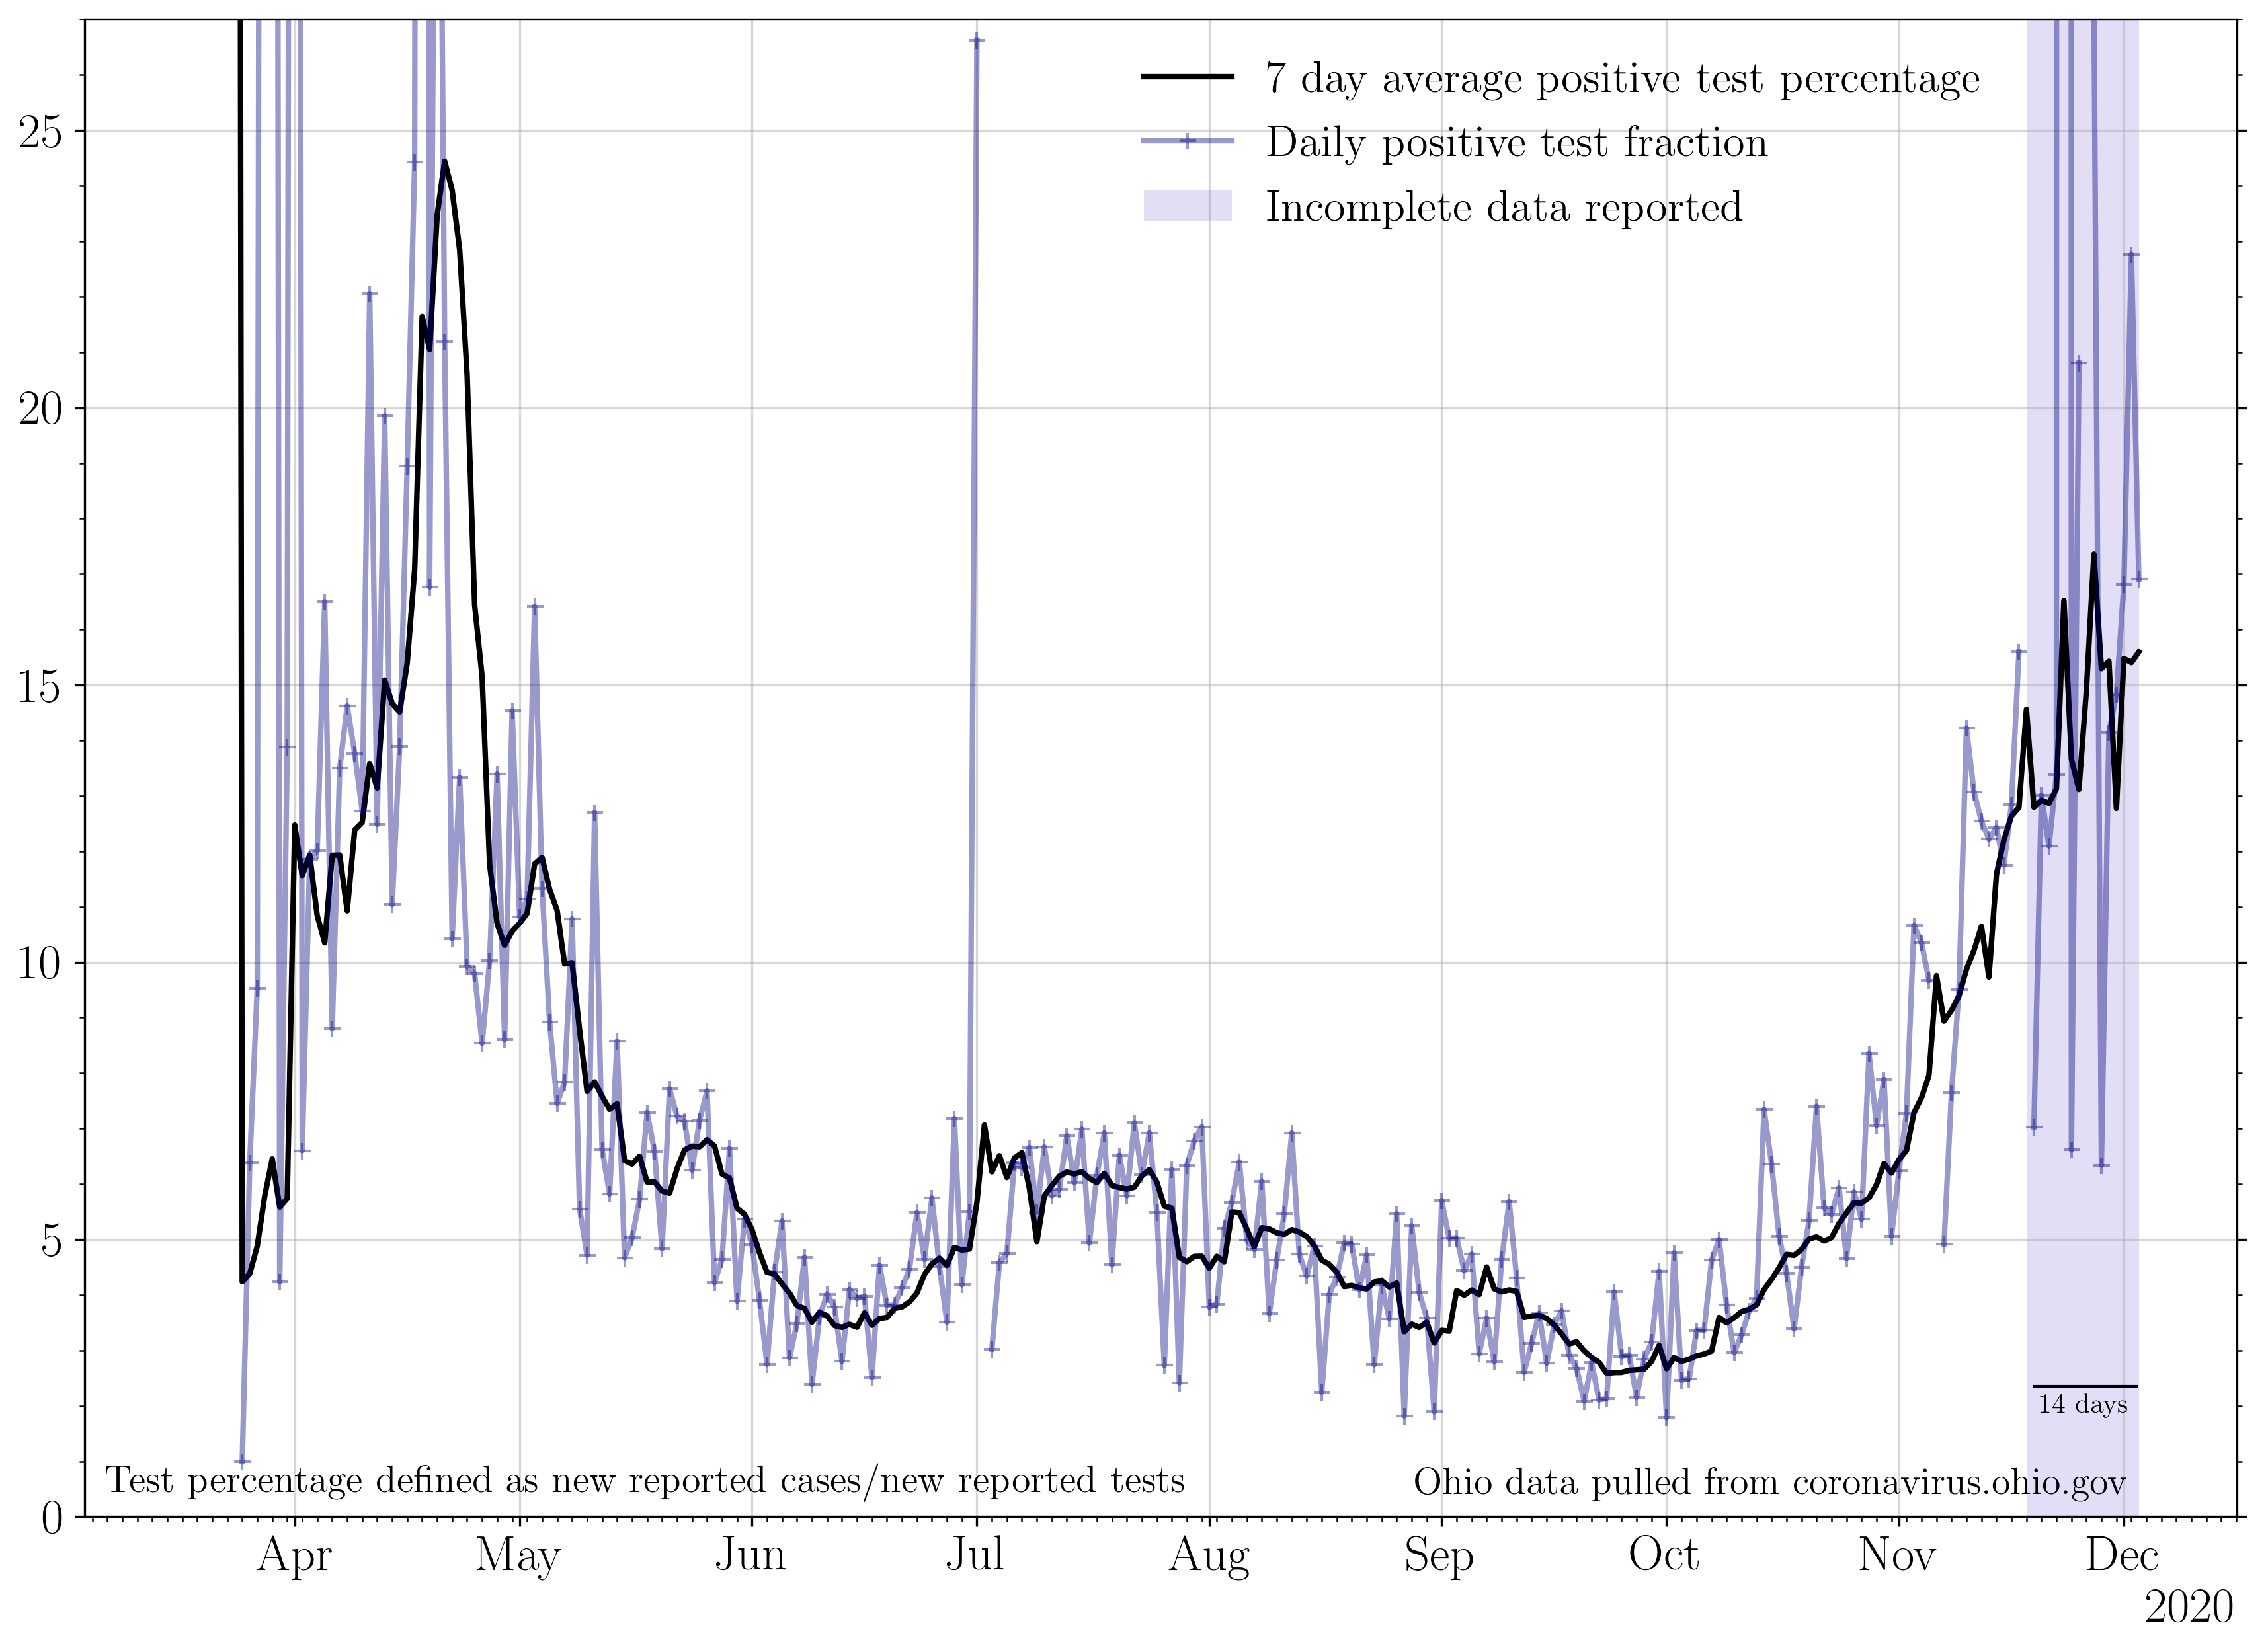 7 day average positive test percentage
Daily positive test fraction
Incomplete data reported
25
20
15
10
5
0
14 days
Test percentage defined as new reported cases/new reported tests
Ohio data pulled from coronavirus.ohio.gov
Apr May Jun Jul Aug Sep Oct Nov Dec
2020